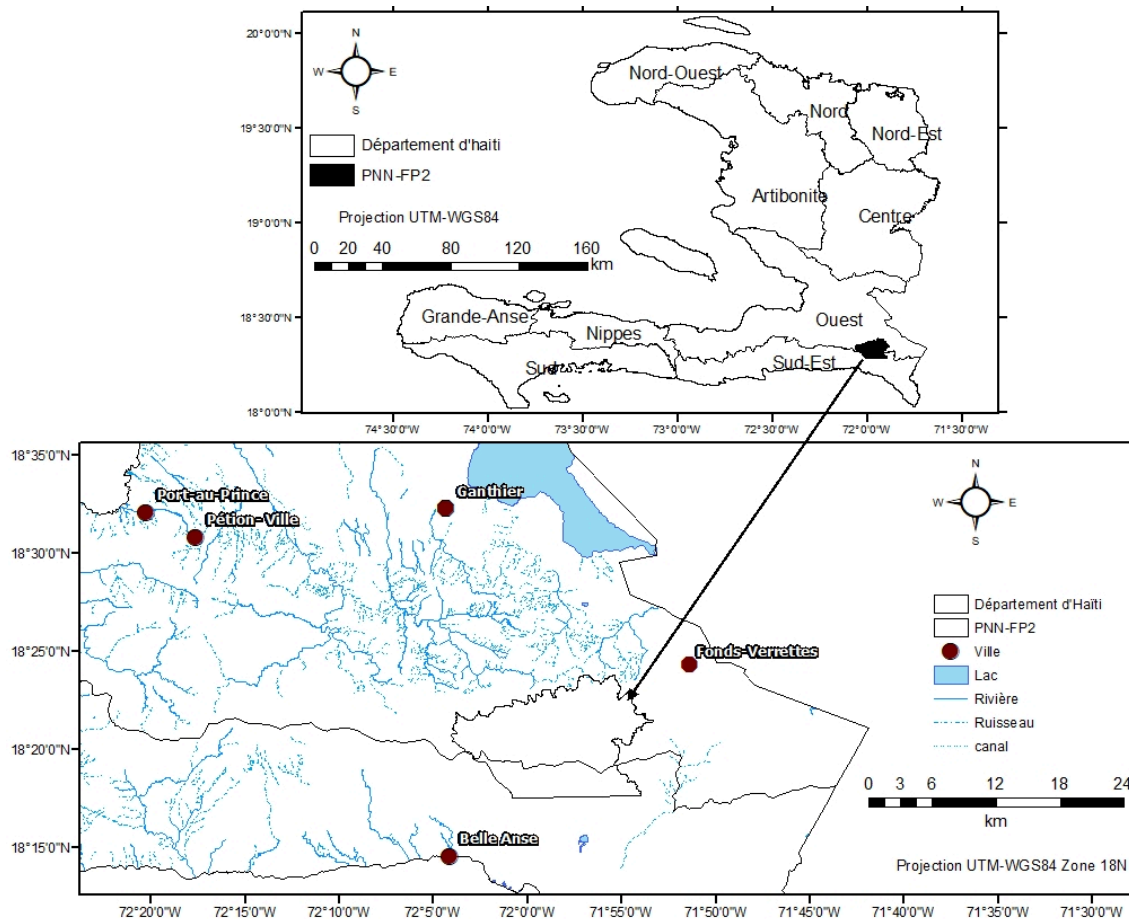 20°0'0"N
19°30'0"N
19°0'0"N
18°30'0"N
18°0'0"N
N
W E
S
Département d'haiti
PNN-FP2
Projection UTM-WGS84
0 20 40 80 120 160
km
Nord-Ouest
Nord
Nord-Est
Artibonite
Centre
Grande-Anse
Nippes
Ouest
Sud
Sud-Est
74°30'0"W 74°0'0"W 73°30'0"W 73°0'0"W 72°30'0"W 72°0'0"W 71°30'0"W
18°35'0"N
18°30'0"N
18°25'0"N
18°20'0"N
18°15'0"N
Port-au-Prince
Pétion-Ville
Ganthier
Fonds-Verrettes
Belle Anse
N
W E
S
Département d'Haïti
PNN-FP2
Ville
Lac
Rivière
Ruisseau
canal
0 3 6 12 18 24
km
Projection UTM-WGS84 Zone 18N
72°20'0"W 72°15'0"W 72°10'0"W 72°5'0"W 72°0'0"W 71°55'0"W 71°50'0"W 71°45'0"W 71°40'0"W 71°35'0"W 71°30'0"W